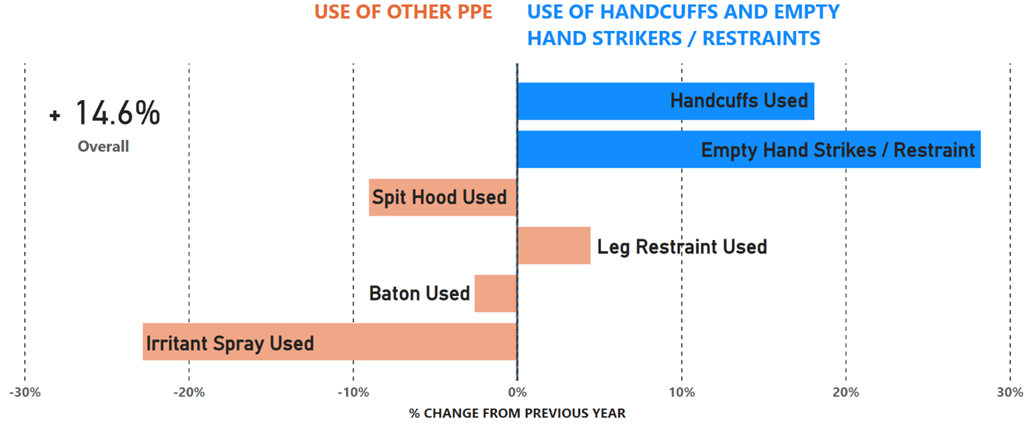 USE OF OTHER PPE
USE OF HANDCUFFS AND EMPTY
HAND STRIKERS / RESTRAINTS
+ 14.6%
Overall
Handcuffs Used
Empty Hand Strikes / Restraint
Spit Hood Used
Leg Restraint Used
Baton Used
Irritant Spray Used
-30% -20% -10% 0% 10% 20% 30%
% CHANGE FROM PREVIOUS YEAR